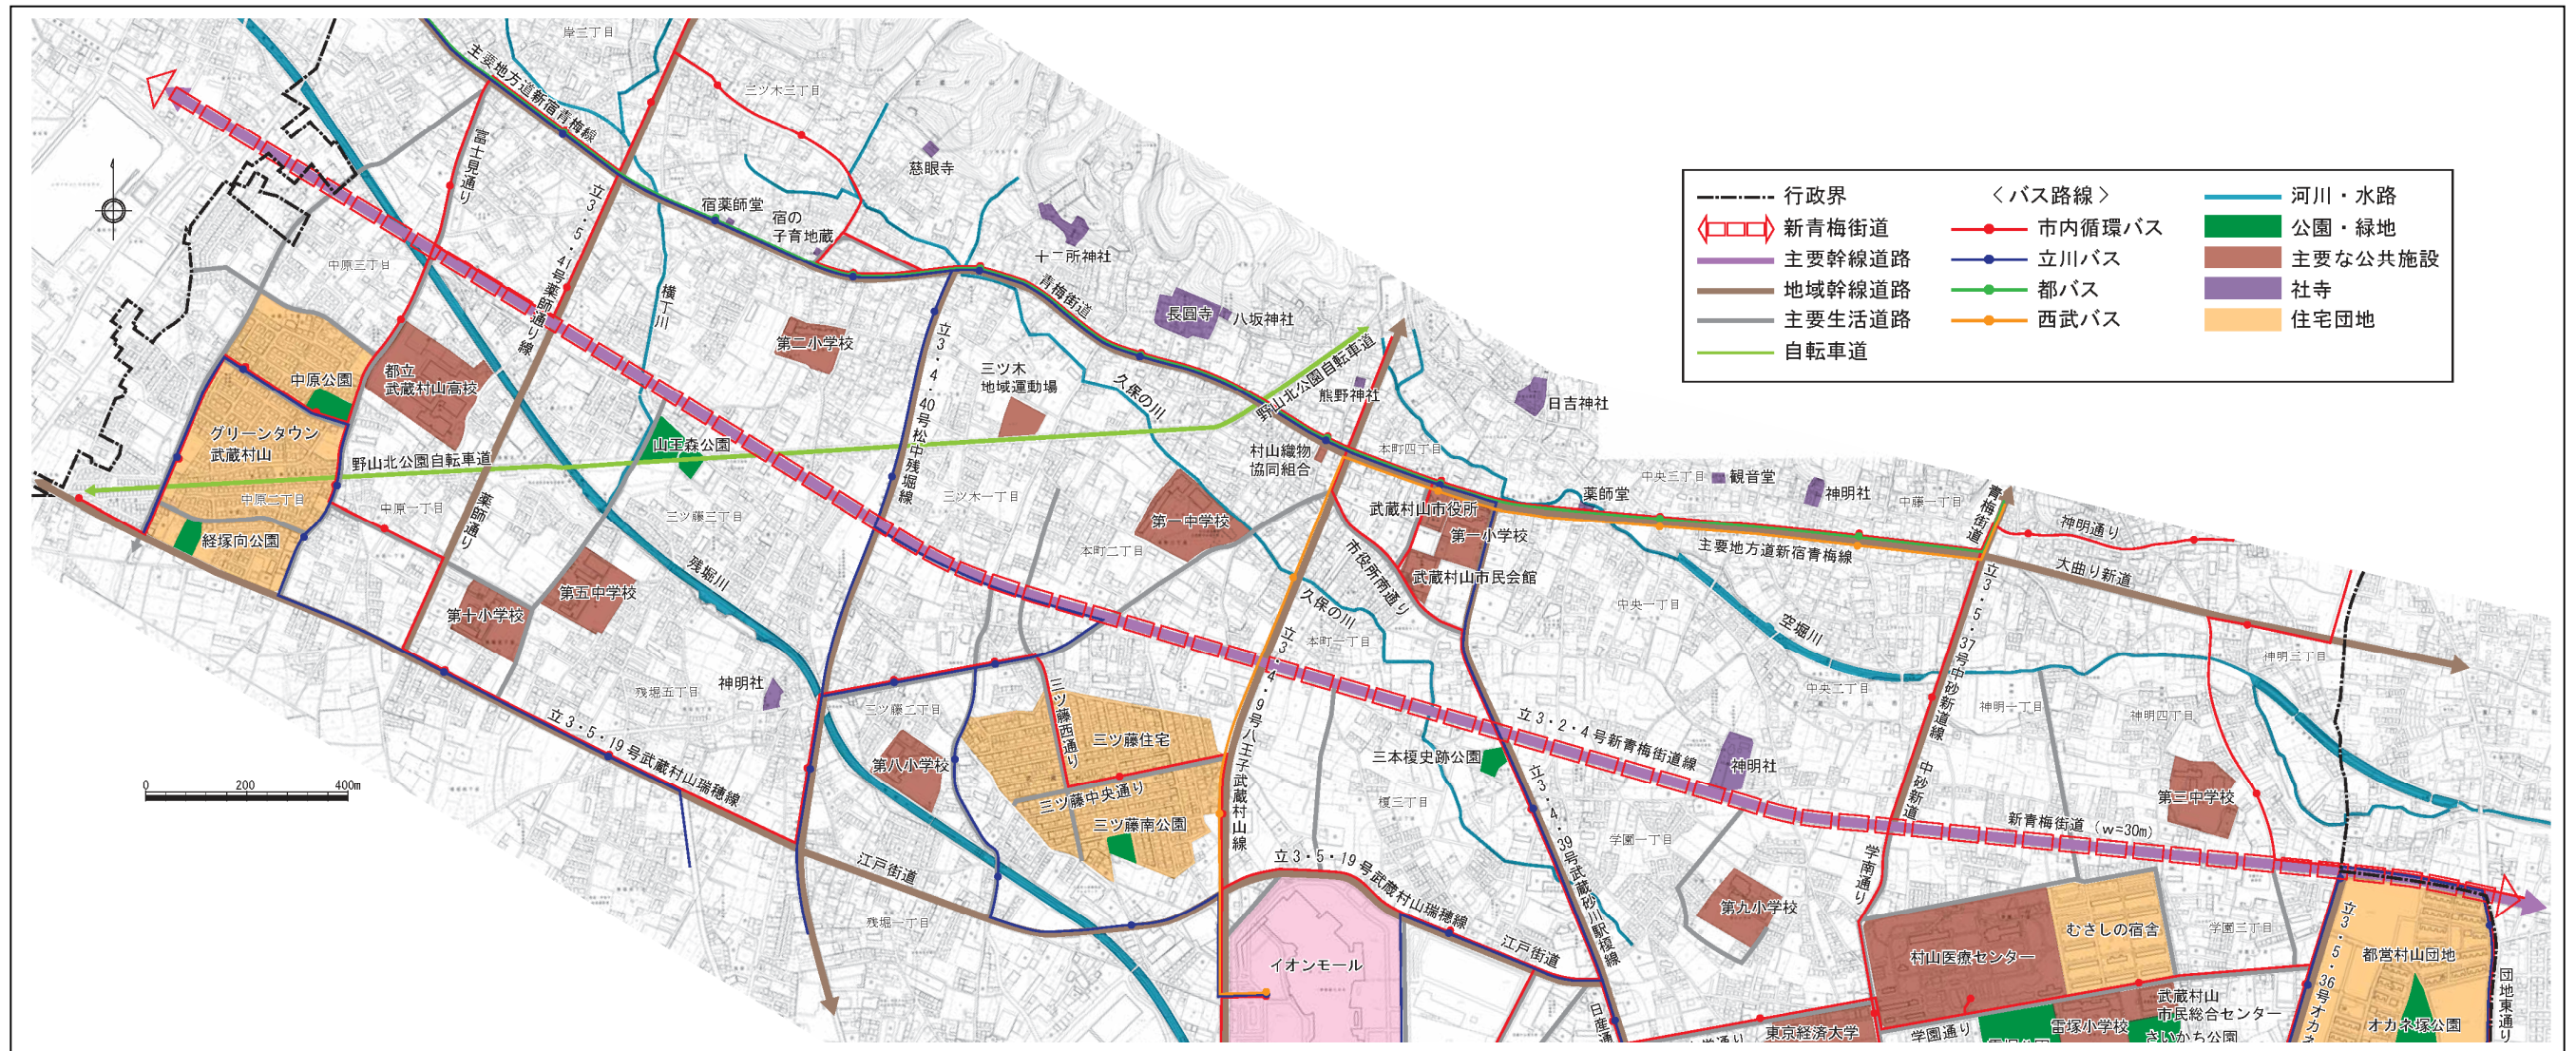 岸三丁目
主要地方道新宿青梅線
三ツ木三丁目
富士見通り
慈眼寺
宿薬師堂
宿の
子育地蔵
十二所神社
立3・5・41号薬師通り線
中原三丁目
横丁川
青梅街道
長圓寺
八坂神社
第二小学校
立3・4・40号松中残堀線
三ツ木
地域運動場
久保の川
野山北公園自転車道
熊野神社
日吉神社
中原公園
都立
武蔵村山高校
グリーンタウン
武蔵村山
山王森公園
野山北公園自転車道
中原二丁目
中原一丁目
経塚向公園
薬師通り
三ツ藤三丁目
三ツ木一丁目
村山織物
協同組合
本町四丁目
武蔵村山市役所
第一中学校
第一小学校
薬師堂
中央三丁目
観音堂
神明社
中藤一丁目
青梅街道
神明通り
主要地方道新宿青梅線
大曲り新道
本町二丁目
市役所南通り
武蔵村山市民会館
残堀川
第五中学校
第十小学校
久保の川
本町一丁目
中央一丁目
空堀川
立3・5・37号中砂新道線
神明三丁目
中央二丁目
神明一丁目
神明四丁目
残堀五丁目
神明社
三ツ藤二丁目
三ツ藤西通り
三ツ藤住宅
立3・4・9号八王子武蔵村山線
立3・2・4号新青梅街道線
三本榎史跡公園
神明社
立3・5・19号武蔵村山瑞穂線
第八小学校
三ツ藤中央通り
三ツ藤南公園
榎三丁目
立3・4・39号武蔵砂川駅榎線
学園一丁目
中砂新道
第三中学校
新青梅街道（w=30m）
江戸街道
立3・5・19号武蔵村山瑞穂線
学南通り
第九小学校
残堀一丁目
イオンモール
江戸街道
むさしの宿舎
村山医療センター
学園三丁目
都営村山団地
団地東通り
立3・5・36号オカネ
武蔵村山
市民総合センター
日産通
東京経済大学
学園通り
雷塚小学校
さいかち公園
オカネ塚公園
0 200 400m
行政界
新青梅街道
主要幹線道路
地域幹線道路
主要生活道路
自転車道
〈バス路線〉
市内循環バス
立川バス
都バス
西武バス
河川・水路
公園・緑地
主要な公共施設
社寺
住宅団地